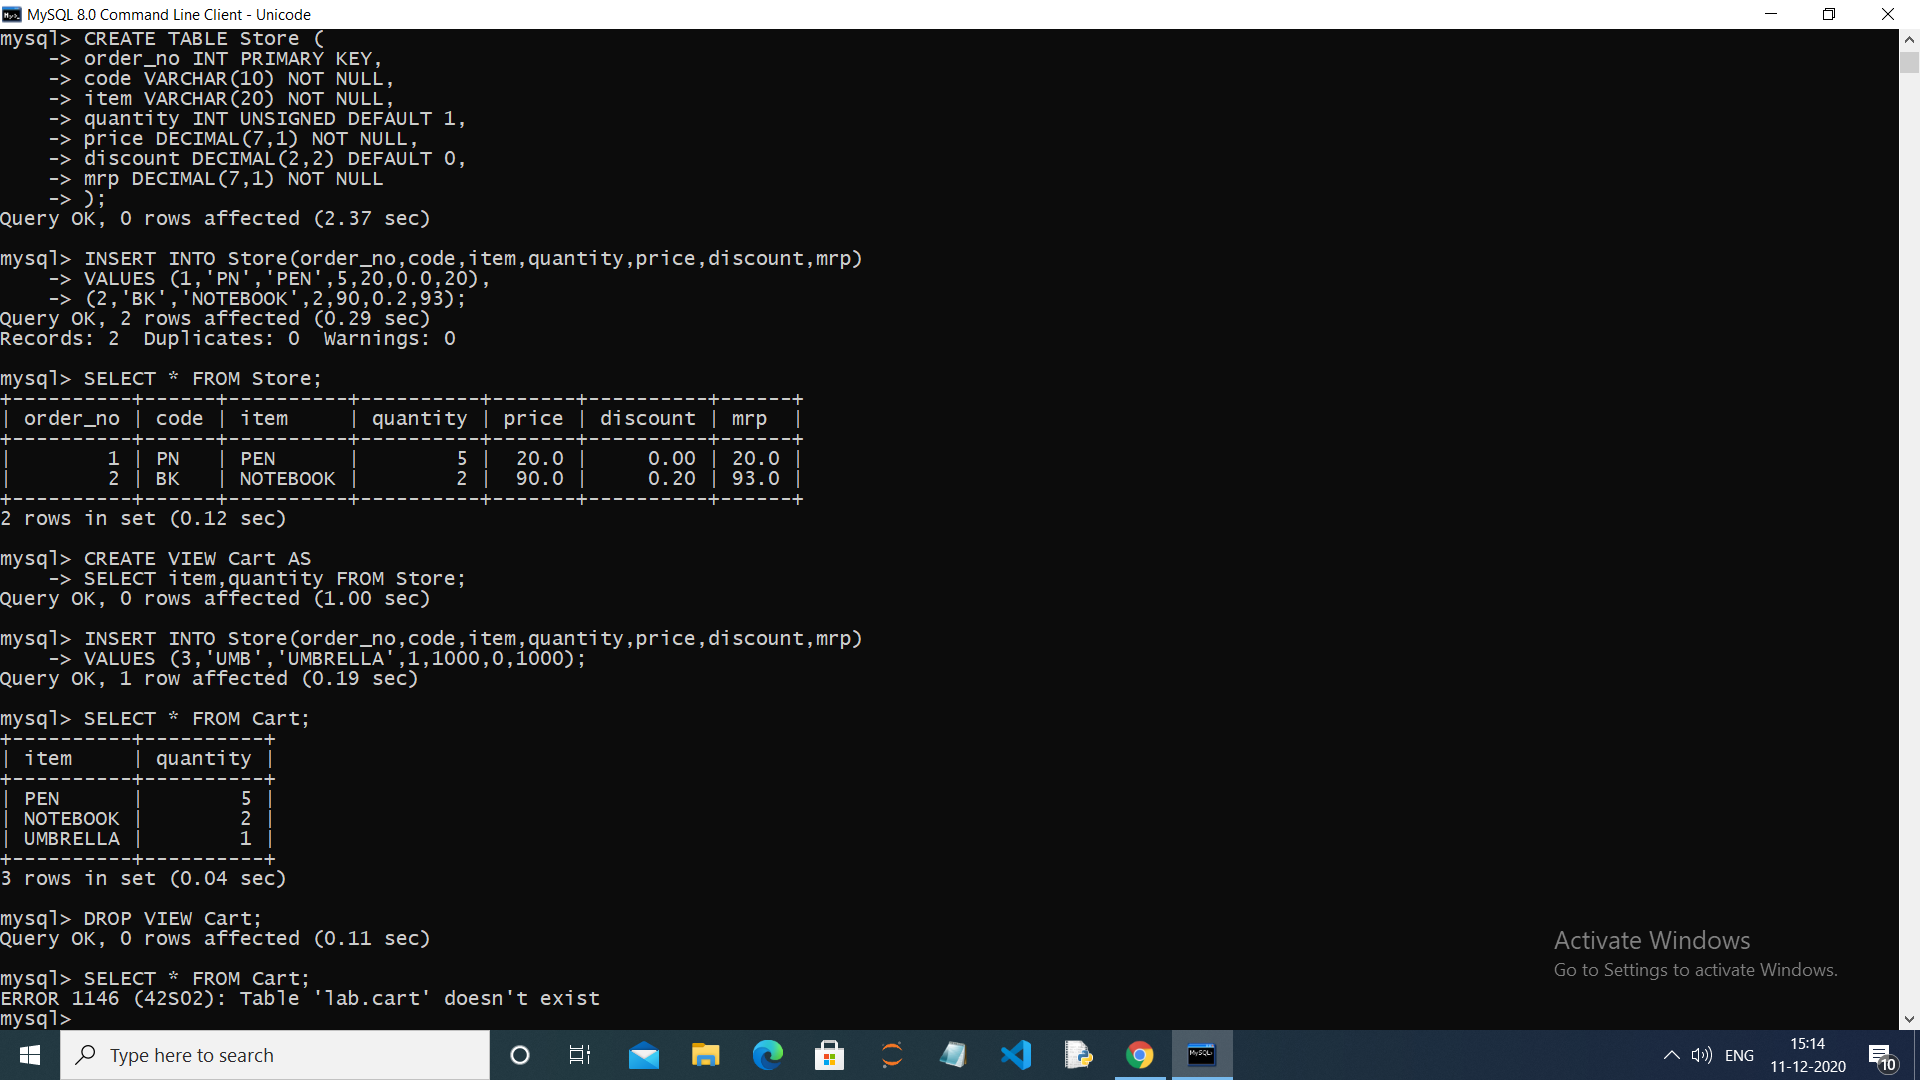 MySQL 8.0 Command Line Client - Unicode
mysql> CREATE TABLE Store (
    -> order_no INT PRIMARY KEY,
    -> code VARCHAR(10) NOT NULL,
    -> item VARCHAR(20) NOT NULL,
    -> quantity INT UNSIGNED DEFAULT 1,
    -> price DECIMAL(7,1) NOT NULL,
    -> discount DECIMAL(2,2) DEFAULT 0,
    -> mrp DECIMAL(7,1) NOT NULL
    -> );
Query OK, 0 rows affected (2.37 sec)
mysql> INSERT INTO Store(order_no,code,item,quantity,price,discount,mrp)
    -> VALUES (1,'PN','PEN',5,20,0.0,20),
    -> (2,'BK','NOTEBOOK',2,90,0.2,93);
Query OK, 2 rows affected (0.29 sec)
Records: 2  Duplicates: 0  Warnings: 0
mysql> SELECT * FROM Store;
+----------+------+----------+----------+-------+----------+------+
| order_no | code | item     | quantity | price | discount | mrp  |
+----------+------+----------+----------+-------+----------+------+
|        1 | PN   | PEN      |        5 |  20.0 |     0.00 | 20.0 |
|        2 | BK   | NOTEBOOK |        2 |  90.0 |     0.20 | 93.0 |
+----------+------+----------+----------+-------+----------+------+
2 rows in set (0.12 sec)
mysql> CREATE VIEW Cart AS
    -> SELECT item,quantity FROM Store;
Query OK, 0 rows affected (1.00 sec)
mysql> INSERT INTO Store(order_no,code,item,quantity,price,discount,mrp)
    -> VALUES (3,'UMB','UMBRELLA',1,1000,0,1000);
Query OK, 1 row affected (0.19 sec)
mysql> SELECT * FROM Cart;
+----------+----------+
| item     | quantity |
+----------+----------+
| PEN      |        5 |
| NOTEBOOK |        2 |
| UMBRELLA |        1 |
+----------+----------+
3 rows in set (0.04 sec)
mysql> DROP VIEW Cart;
Query OK, 0 rows affected (0.11 sec)
mysql> SELECT * FROM Cart;
ERROR 1146 (42S02): Table 'lab.cart' doesn't exist
mysql>
Activate Windows
Go to Settings to activate Windows.
Type here to search
MySQL
ENG
15:14
11-12-2020
10